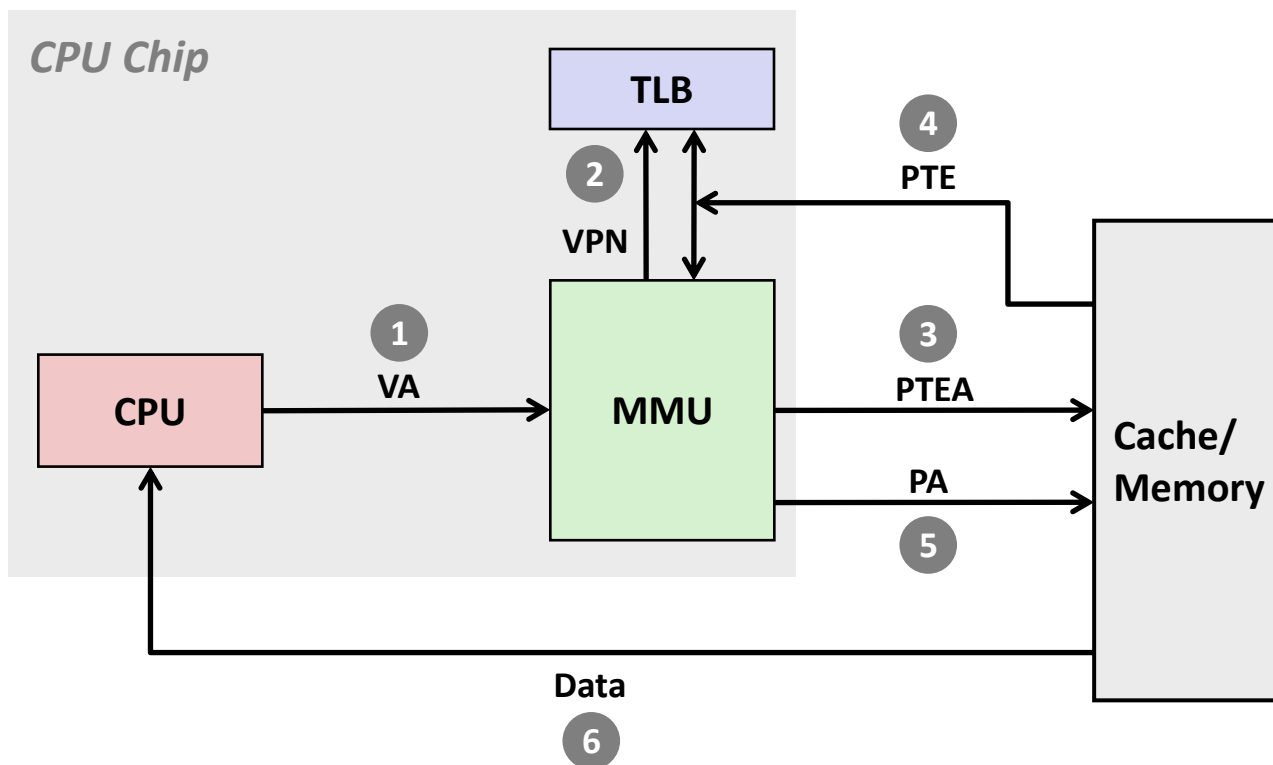 CPU Chip
TLB
4
2
PTE
VPN
1
3
VA
PTEA
CPU
MMU
Cache/
Memory
PA
5
Data
6